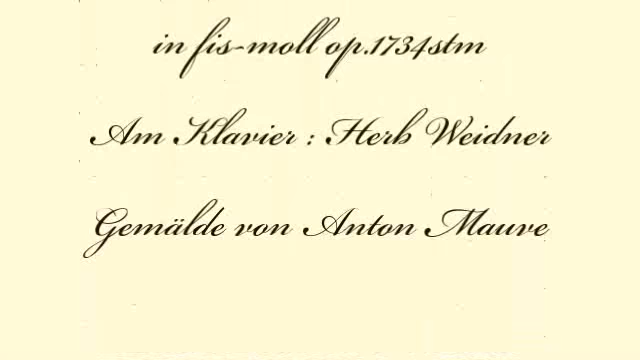 in fis-moll op.1734stm
Am Klavier : Herb Weidner
Gemälde von Anton Mauve